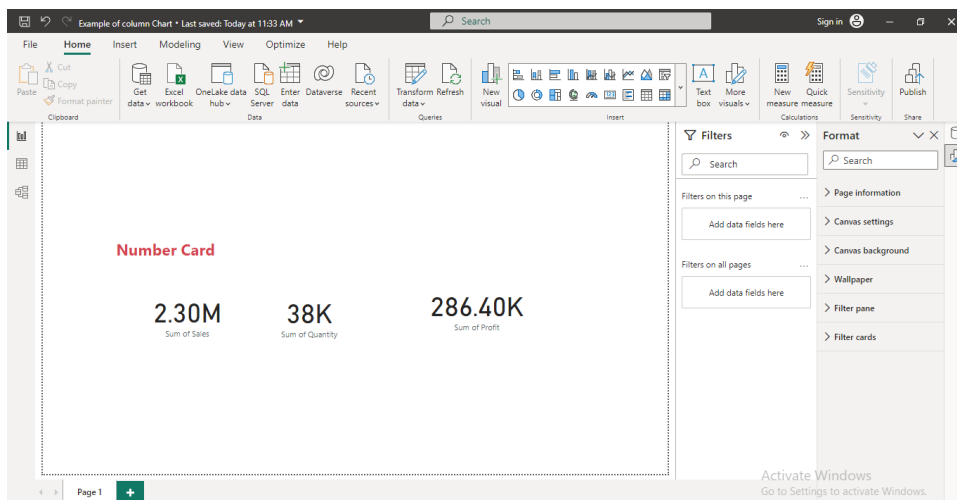 Example of column Chart • Last saved: Today at 11:33 AM
Search
Sign in
File Home Insert Modeling View Optimize Help
Cut
Copy
Format painter
Paste
Get data
Excel workbook
OneLake data hub
SQL Server
Enter data
Dataverse
Recent sources
Transform data
Refresh
New visual
Text box
More visuals
New measure
Quick measure
Sensitivity
Publish
Clipboard
Data
Queries
Insert
Calculations
Sensitivity
Share
Number Card
2.30M
Sum of Sales
38K
Sum of Quantity
286.40K
Sum of Profit
Filters
Search
Filters on this page
Add data fields here
Filters on all pages
Add data fields here
Format
Search
Page information
Canvas settings
Canvas background
Wallpaper
Filter pane
Filter cards
Activate Windows
Go to Settings to activate Windows.
Page 1